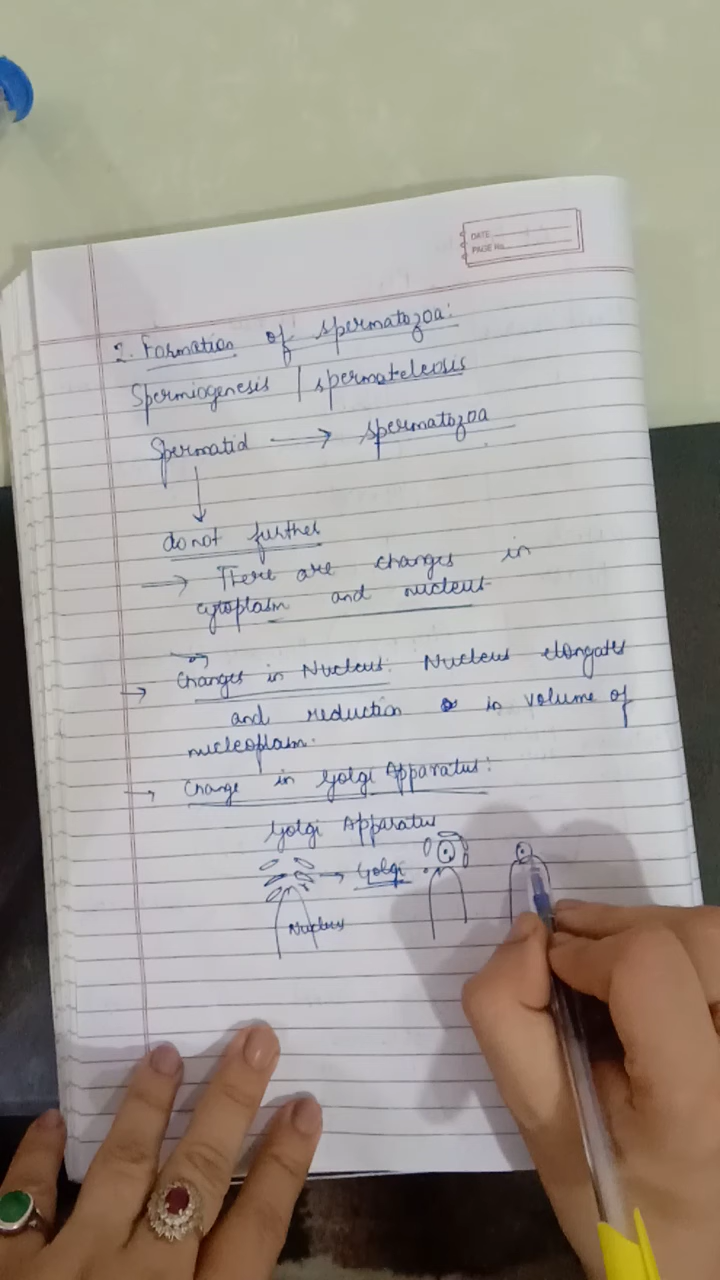 DATE
PAGE No.
2. Formation of spermatozoa:
Spermiogenesis / spermateleosis
Spermatid → spermatozoa
↓
do not further
→ There are changes in
cytoplasm and nucleus
→ Changes in Nucleus: Nucleus elongates
and reduction in volume of
nucleoplasm.
→ Change in Golgi Apparatus:
Golgi Apparatus
→ Golgi
Nucleus